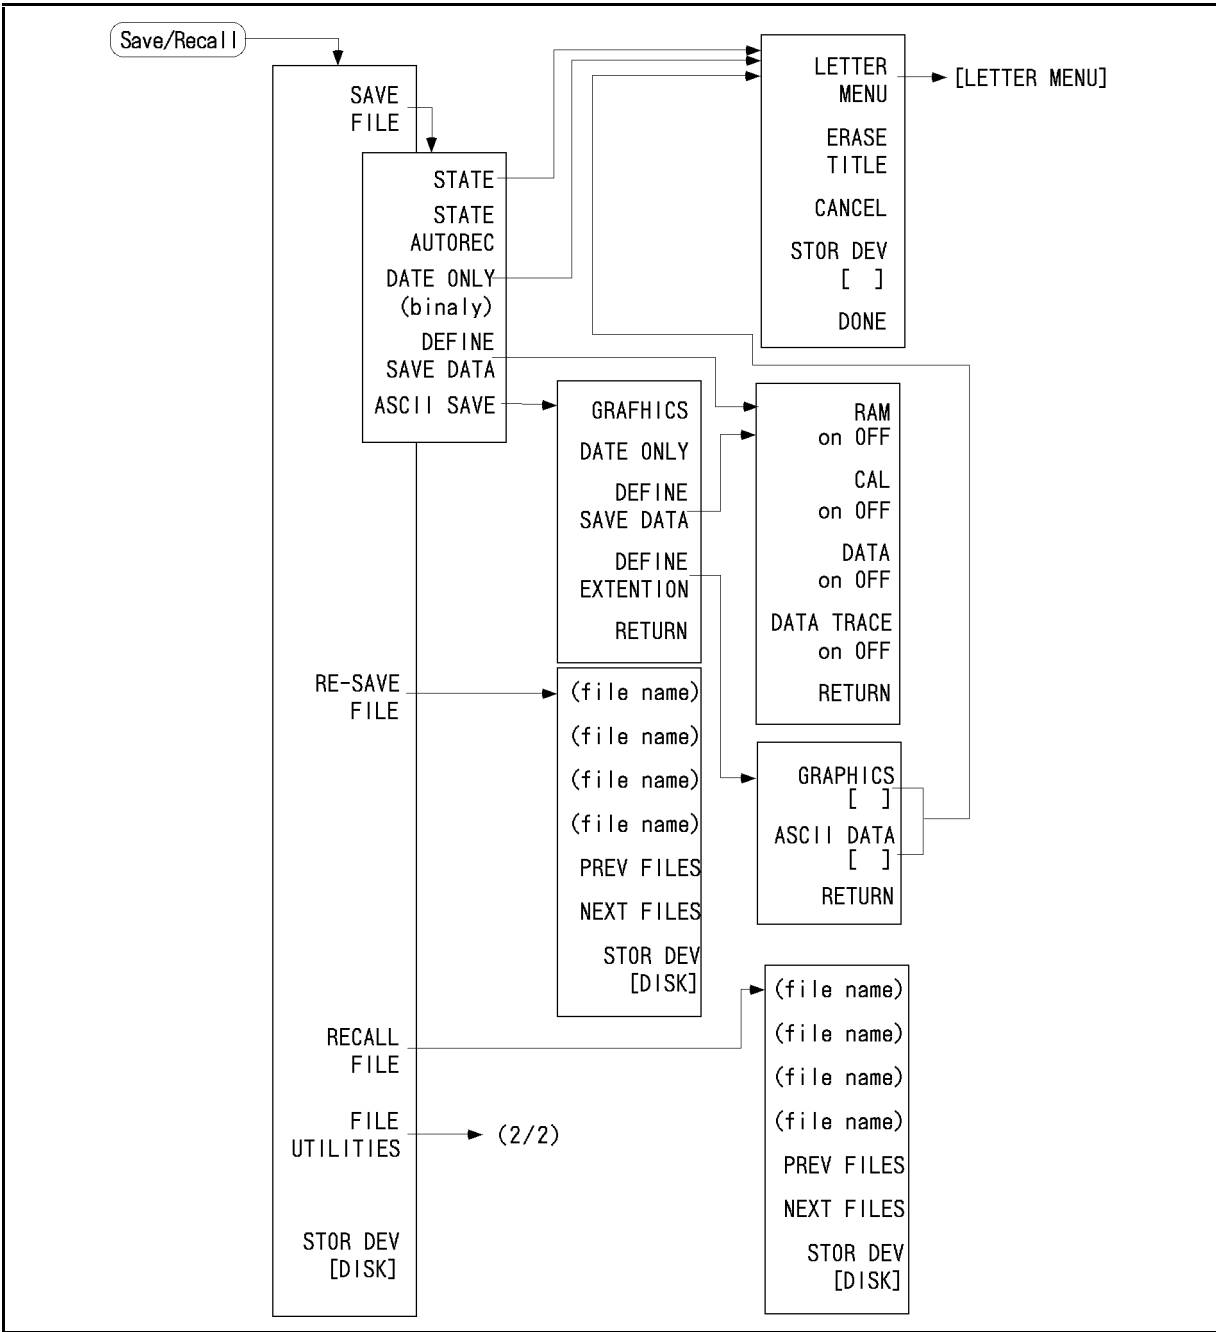 Save/Recall
SAVE
FILE
STATE
STATE
AUTOREC
DATE ONLY
(binaly)
DEFINE
SAVE DATA
ASCII SAVE
RE-SAVE
FILE
RECALL
FILE
FILE
UTILITIES
(2/2)
STOR DEV
[DISK]
GRAFHICS
DATE ONLY
DEFINE
SAVE DATA
DEFINE
EXTENTION
RETURN
(file name)
(file name)
(file name)
(file name)
PREV FILES
NEXT FILES
STOR DEV
[DISK]
LETTER
MENU
[LETTER MENU]
ERASE
TITLE
CANCEL
STOR DEV
[ ]
DONE
RAM
on OFF
CAL
on OFF
DATA
on OFF
DATA TRACE
on OFF
RETURN
GRAPHICS
[ ]
ASCII DATA
[ ]
RETURN
(file name)
(file name)
(file name)
(file name)
PREV FILES
NEXT FILES
STOR DEV
[DISK]